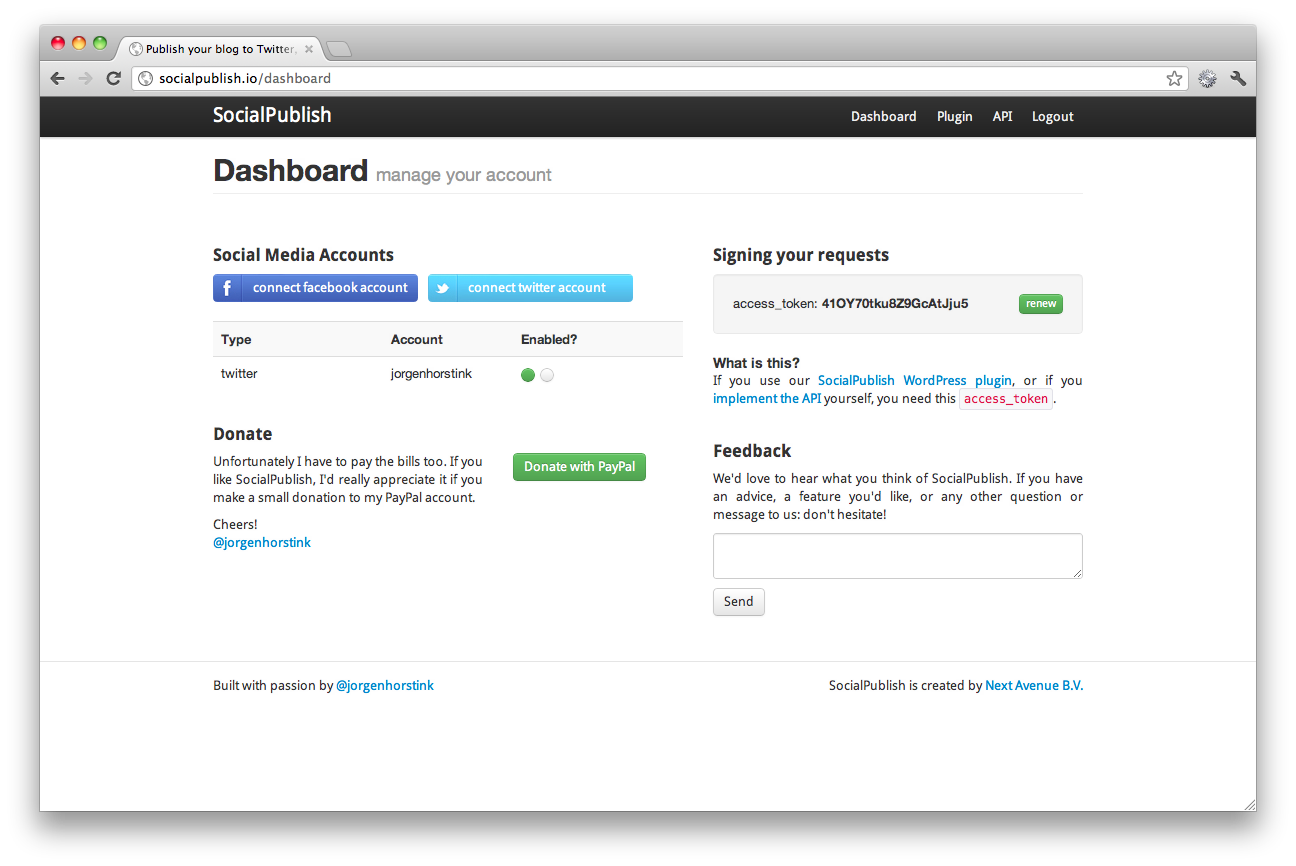 Publish your blog to Twitter,
socialpublish.io/dashboard
SocialPublish
Dashboard Plugin API Logout
Dashboard manage your account
Social Media Accounts
connect facebook account connect twitter account
Type Account Enabled?
twitter jorgenhorstink
Donate
Unfortunately I have to pay the bills too. If you
like SocialPublish, I'd really appreciate it if you
make a small donation to my PayPal account.
Donate with PayPal
Cheers!
@jorgenhorstink
Signing your requests
access_token: 41OY70tku8Z9GcAtJju5 renew
What is this?
If you use our SocialPublish WordPress plugin, or if you
implement the API yourself, you need this access_token.
Feedback
We'd love to hear what you think of SocialPublish. If you have
an advice, a feature you'd like, or any other question or
message to us: don't hesitate!
Send
Built with passion by @jorgenhorstink
SocialPublish is created by Next Avenue B.V.